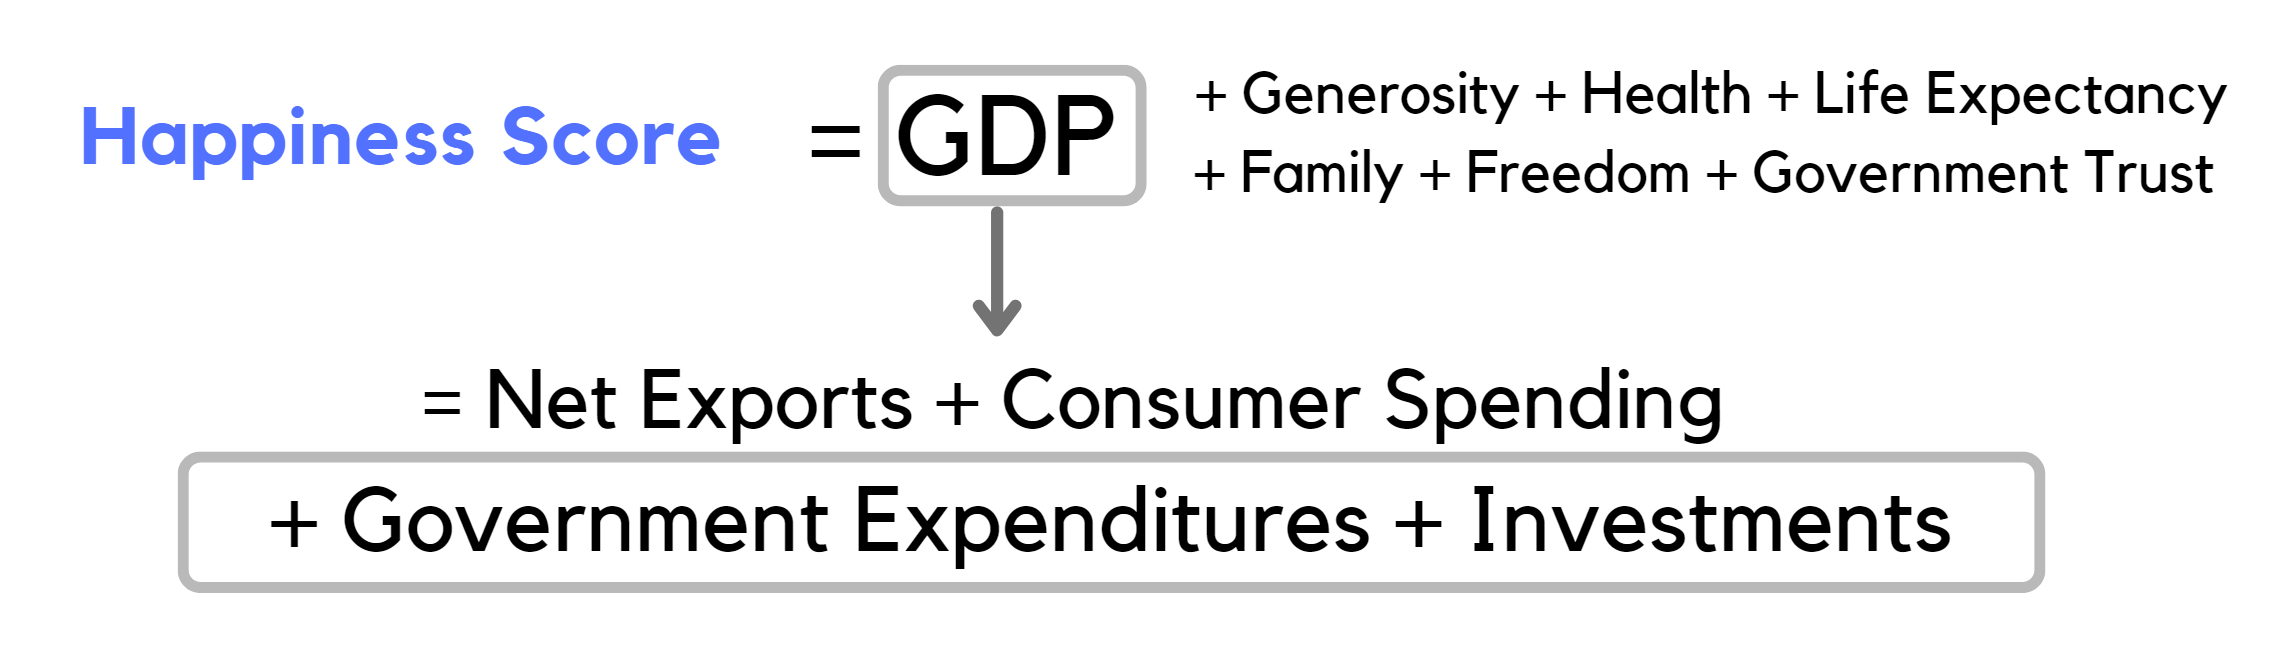 Happiness Score = GDP + Generosity + Health + Life Expectancy
+ Family + Freedom + Government Trust
= Net Exports + Consumer Spending
+ Government Expenditures + Investments